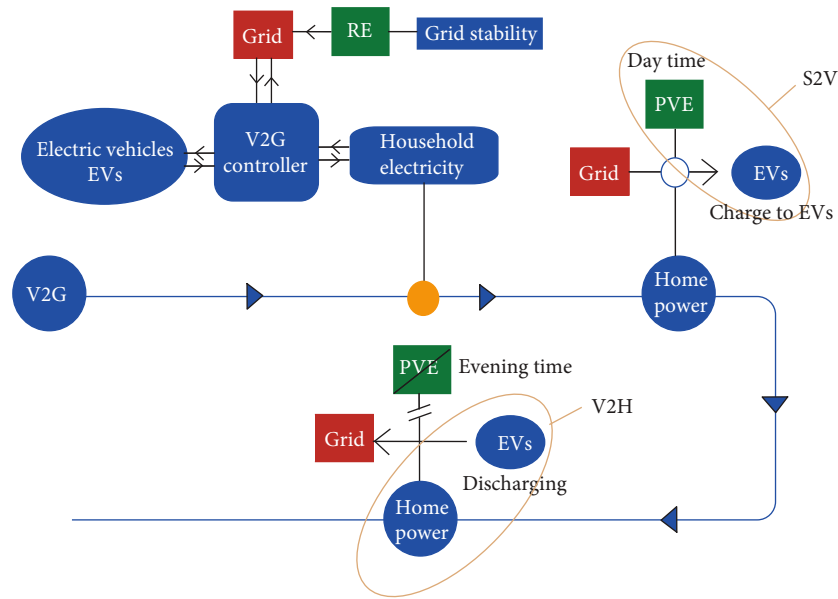 Grid
RE
Grid stability
Electric vehicles
EVs
V2G
controller
Household
electricity
Day time
S2V
PVE
Grid
EVs
Charge to EVs
V2G
Home
power
PVE
Evening time
V2H
Grid
EVs
Discharging
Home
power